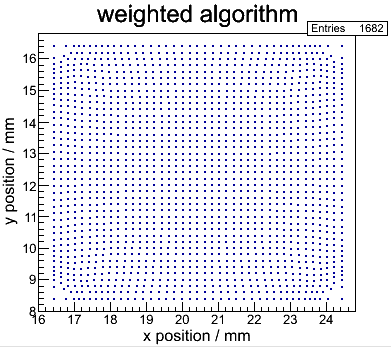 weighted algorithm
Entries 1682
y position / mm
16
15
14
13
12
11
10
9
8
16 17 18 19 20 21 22 23 24
x position / mm